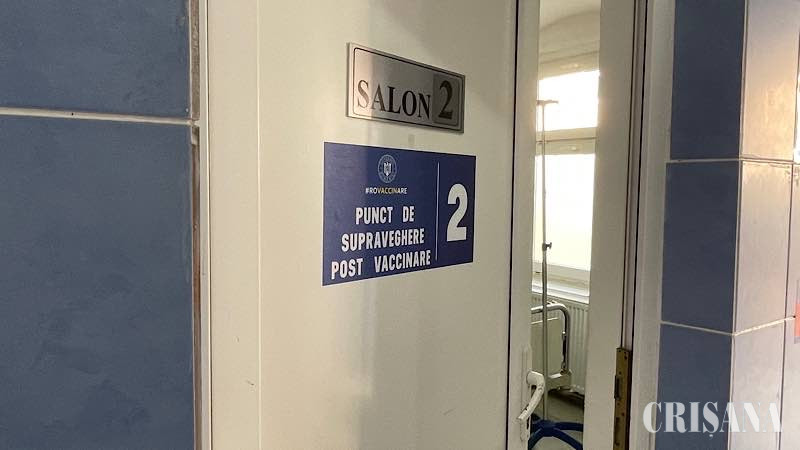 SALON 2
#ROVACCINARE
PUNCT DE
SUPRAVEGHERE
POST VACCINARE
2
CRIȘANA